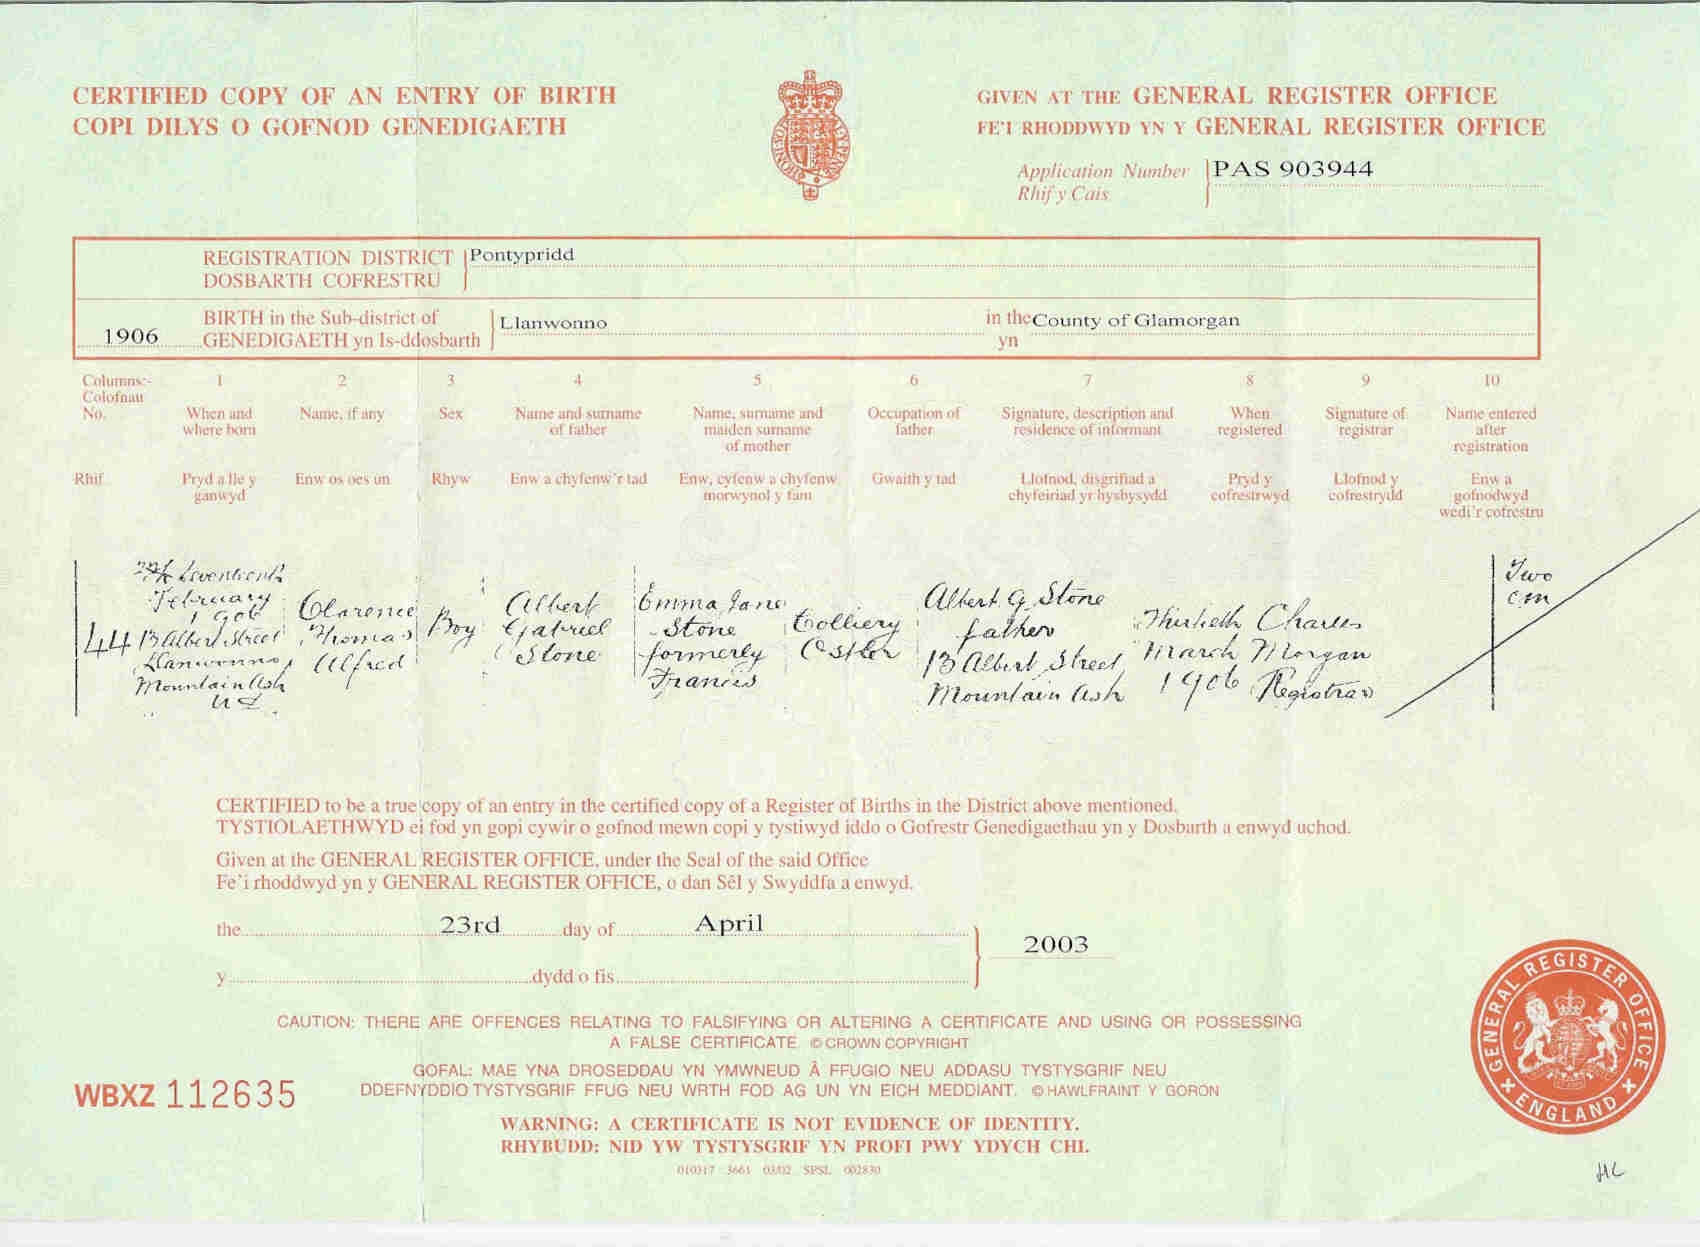 CERTIFIED COPY OF AN ENTRY OF BIRTH
COPI DILYS O GOFNOD GENEDIGAETH
GIVEN AT THE GENERAL REGISTER OFFICE
FE'I RHODDWYD YN Y GENERAL REGISTER OFFICE
Application Number PAS 903944
Rhif y Cais
REGISTRATION DISTRICT Pontypridd
DOSBARTH COFRESTRU
BIRTH in the Sub-district of Llanwonno in the County of Glamorgan
1906 GENEDIGAETH yn Is-ddosbarth yn
Columns:- 1 2 3 4 5 6 7 8 9 10
Colofnau
No. When and Name, if any Sex Name and surname Name, surname and Occupation of Signature, description and When Signature of Name entered
where born of father maiden surname father residence of informant registered registrar after
of mother registration
Rhif Pryd a lle y Enw os oes un Rhyw Enw a chyfenw'r tad Enw, cyfenw a chyfenw Gwaith y tad Llofnod, disgrifiad a Pryd y Llofnod y Enw a
ganwyd morwynol y fam chyfeiriad yr hysbysydd cofrestrwyd cofrestrydd gofnodwyd
wedi'r cofrestru
44
Seventeenth
February
1906
13 Albert Street
Llanwonno
Mountain Ash
Clarence
Thomas
Alfred
Boy
Albert
Gabriel
Stone
Emma Jane
Stone
formerly
Francis
Colliery
Ostler
Albert G. Stone
father
13 Albert Street
Mountain Ash
Thirtieth
March
1906
Charles
Morgan
Registrar
Two
CERTIFIED to be a true copy of an entry in the certified copy of a Register of Births in the District above mentioned.
TYSTIOLAETHWYD ei fod yn gopi cywir o gofnod mewn copi y tystiwyd iddo o Gofrestr Genedigaethau yn y Dosbarth a enwyd uchod.
Given at the GENERAL REGISTER OFFICE, under the Seal of the said Office
Fe'i rhoddwyd yn y GENERAL REGISTER OFFICE, o dan Sêl y Swyddfa a enwyd.
the 23rd day of April 2003
y dydd o fis
CAUTION: THERE ARE OFFENCES RELATING TO FALSIFYING OR ALTERING A CERTIFICATE AND USING OR POSSESSING
A FALSE CERTIFICATE. © CROWN COPYRIGHT
GOFAL: MAE YNA DROSEDDAU YN YMWNEUD Â FFUGIO NEU ADDASU TYSTYSGRIF NEU
DDEFNYDDIO TYSTYSGRIF FFUG NEU WRTH FOD AG UN YN EICH MEDDIANT. © HAWLFRAINT Y GORON
WBXZ 112635
WARNING: A CERTIFICATE IS NOT EVIDENCE OF IDENTITY.
RHYBUDD: NID YW TYSTYSGRIF YN PROFI PWY YDYCH CHI.
010317 3661 03/02 SPSL 002830
GENERAL REGISTER OFFICE
ENGLAND